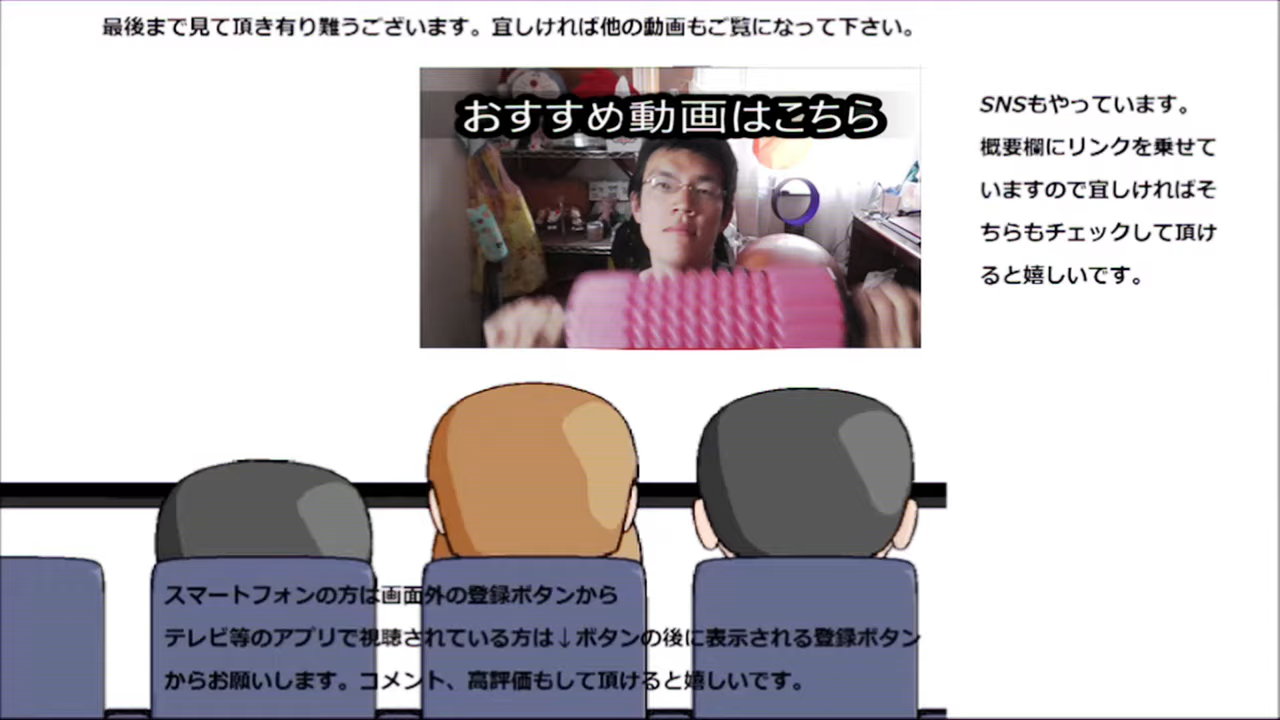 最後まで見て頂き有り難うございます。宜しければ他の動画もご覧になって下さい。
おすすめ動画はこちら
SNSもやっています。
概要欄にリンクを乗せて
いますので宜しければそ
ちらもチェックして頂け
ると嬉しいです。
スマートフォンの方は画面外の登録ボタンから
テレビ等のアプリで視聴されている方は↓ボタンの後に表示される登録ボタン
からお願いします。コメント、高評価もして頂けると嬉しいです。